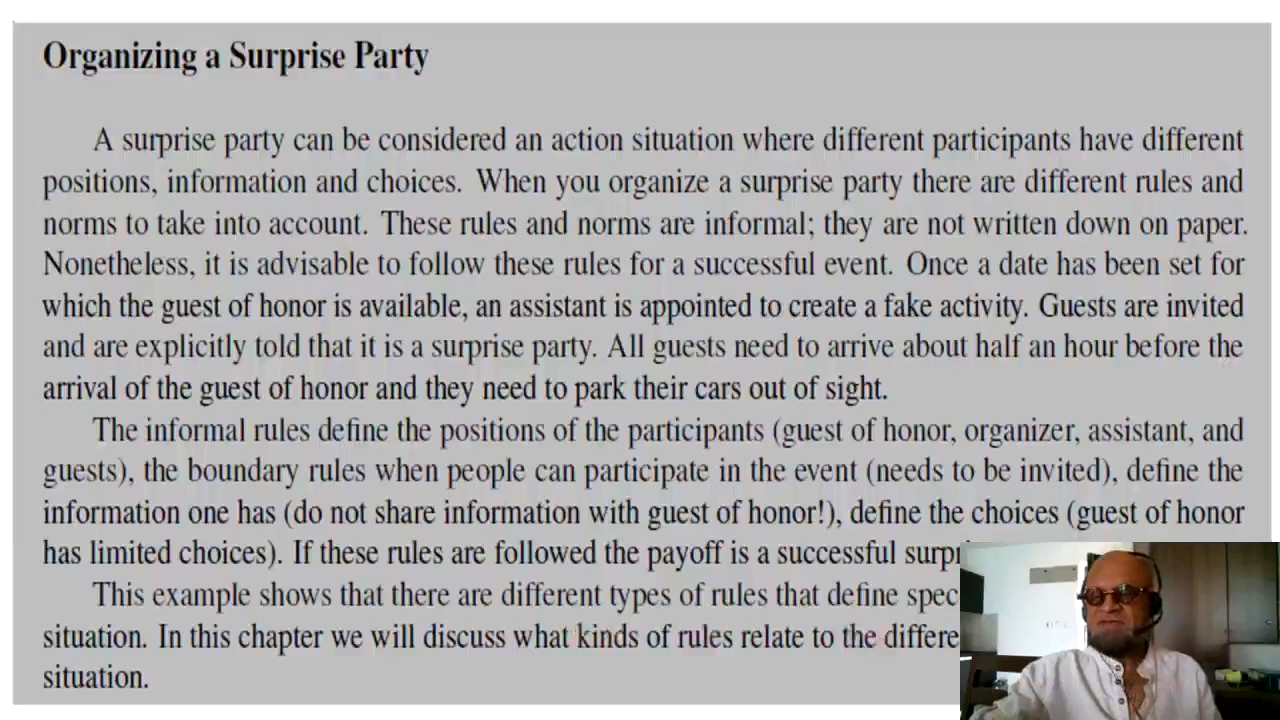 Organizing a Surprise Party
A surprise party can be considered an action situation where different participants have different
positions, information and choices. When you organize a surprise party there are different rules and
norms to take into account. These rules and norms are informal; they are not written down on paper.
Nonetheless, it is advisable to follow these rules for a successful event. Once a date has been set for
which the guest of honor is available, an assistant is appointed to create a fake activity. Guests are invited
and are explicitly told that it is a surprise party. All guests need to arrive about half an hour before the
arrival of the guest of honor and they need to park their cars out of sight.
The informal rules define the positions of the participants (guest of honor, organizer, assistant, and
guests), the boundary rules when people can participate in the event (needs to be invited), define the
information one has (do not share information with guest of honor!), define the choices (guest of honor
has limited choices). If these rules are followed the payoff is a successful
This example shows that there are different types of rules that define
situation. In this chapter we will discuss what kinds of rules relate to the
situation.